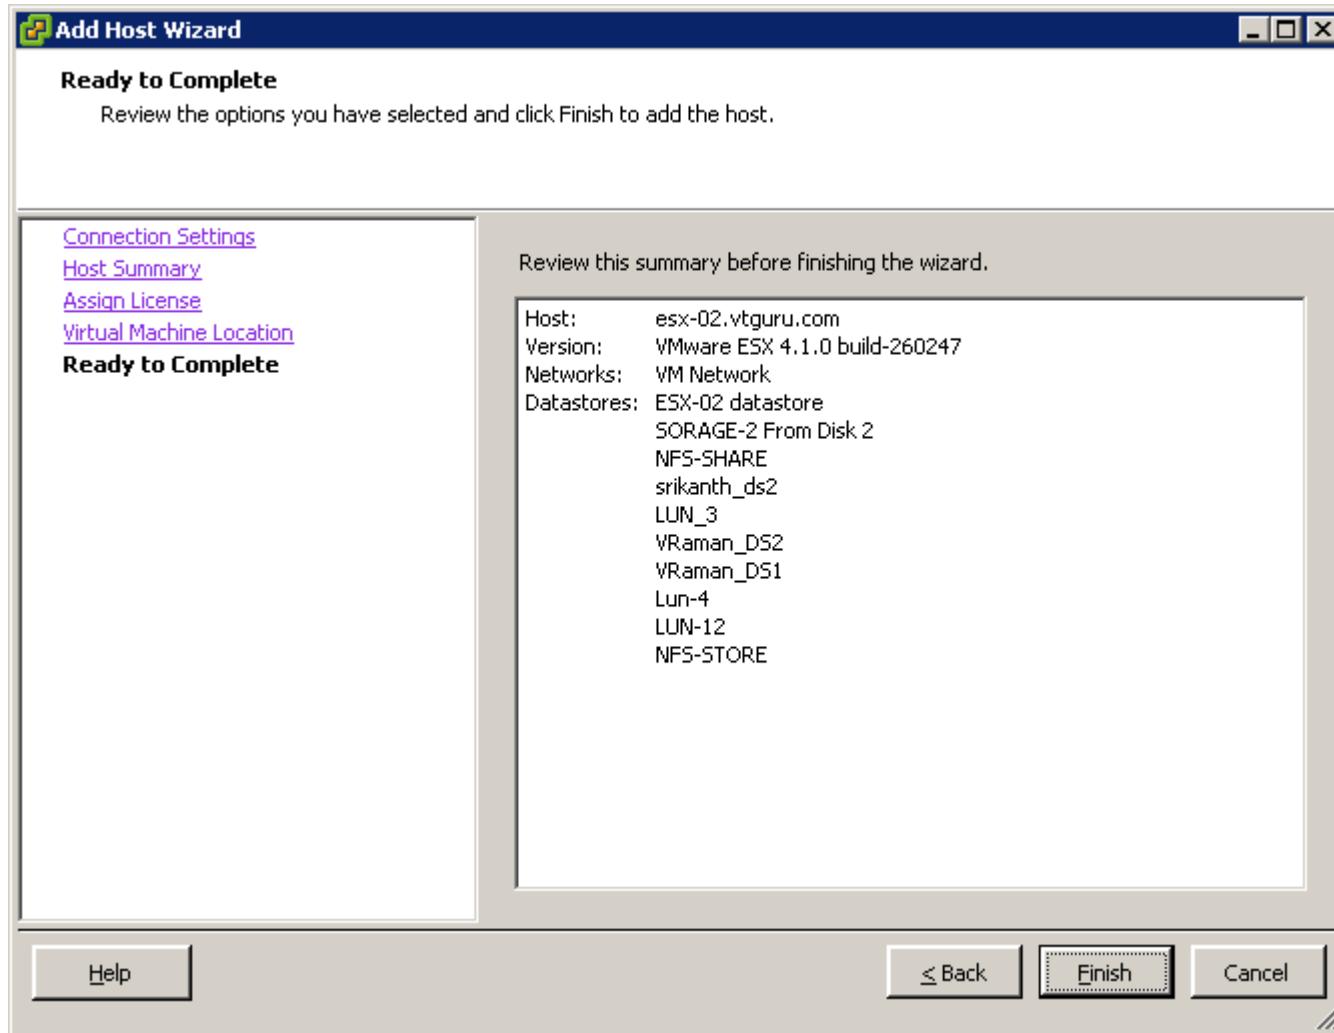 Add Host Wizard
Ready to Complete
Review the options you have selected and click Finish to add the host.
Connection Settings
Host Summary
Assign License
Virtual Machine Location
Ready to Complete
Review this summary before finishing the wizard.
Host: esx-02.vtguru.com
Version: VMware ESX 4.1.0 build-260247
Networks: VM Network
Datastores: ESX-02 datastore
SORAGE-2 From Disk 2
NFS-SHARE
srikanth_ds2
LUN_3
VRaman_DS2
VRaman_DS1
Lun-4
LUN-12
NFS-STORE
Help
< Back
Finish
Cancel